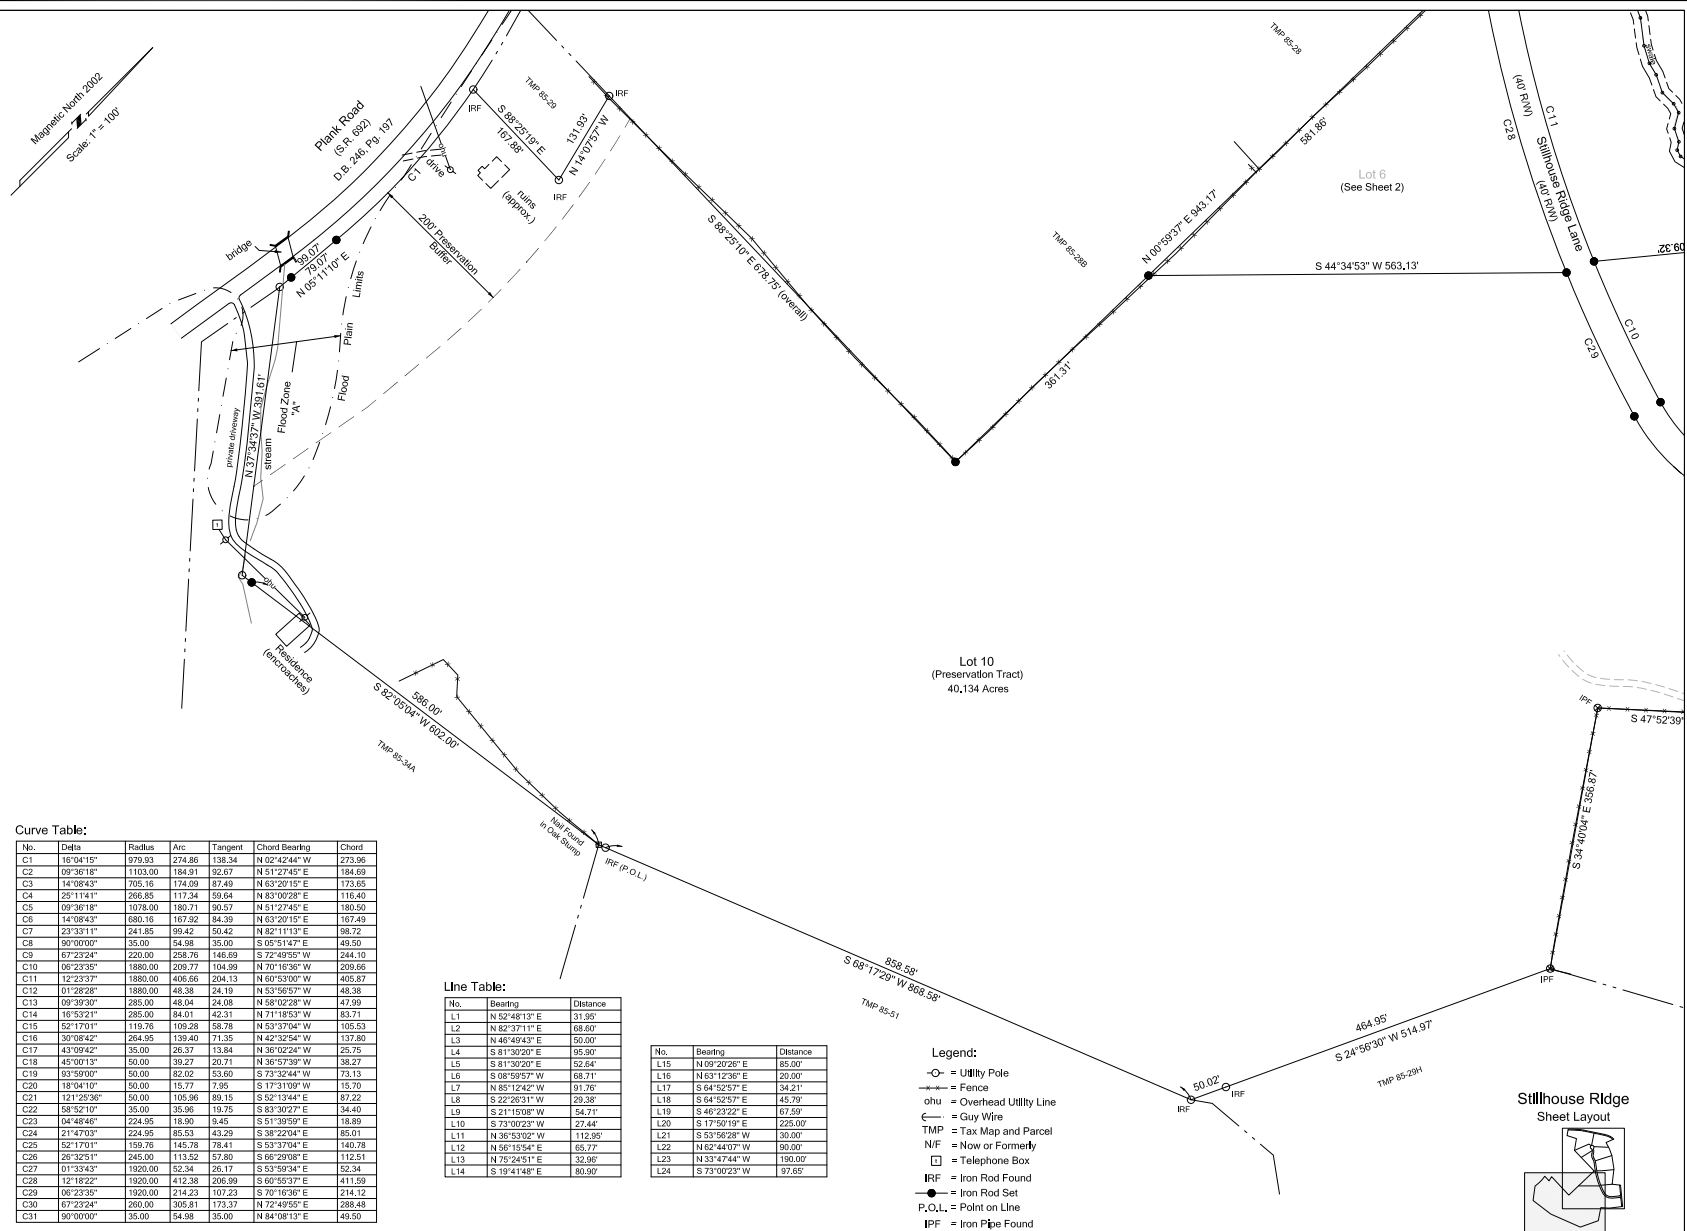 Magnetic North 2002
Scale: 1" = 100'
Plank Road
(S.R. 692)
D.B. 246, Pg. 197
C1
ohu
drive
IRF
S 88°25'19" E
167.88'
TMP 85-29
131.93'
N 14°07'57" W
IRF
IRF
ruins
(approx.)
200' Preservation
Buffer
bridge
99.07'
79.07'
N 05°11'10" E
Flood Plain Limits
Flood Zone
"A"
stream
private driveway
N 37°34'37" W 391.61'
S 88°25'10" E 678.75' (overall)
TMP 85-28
TMP 85-28B
N 00°59'37" E 943.17'
581.86'
361.31'
Lot 6
(See Sheet 2)
S 44°34'53" W 563.13'
C28
(40' R/W)
C11
Stillhouse Ridge Lane
(40' R/W)
09.32'
C10
C29
1
ohu
Residence
(encroaches)
586.00'
S 82°05'04" W 602.00'
TMP 85-34A
Nail Found
in Oak Stump
IRF (P.O.L.)
Lot 10
(Preservation Tract)
40.134 Acres
IPF
S 47°52'39"
S 34°40'04" E 356.87'
IPF
858.58'
S 68°17'29" W 868.58'
TMP 85-51
464.95'
S 24°56'30" W 514.97'
TMP 85-29H
50.02'
IRF
IRF
Curve Table:
No. Delta Radius Arc Tangent Chord Bearing Chord
C1 16°04'15" 979.93 274.86 138.34 N 02°42'44" W 273.96
C2 09°36'18" 1103.00 184.91 92.67 N 51°27'45" E 184.69
C3 14°08'43" 705.16 174.09 87.49 N 63°20'15" E 173.65
C4 25°11'41" 266.85 117.34 59.64 N 83°00'28" E 116.40
C5 09°36'18" 1078.00 180.71 90.57 N 51°27'45" E 180.50
C6 14°08'43" 680.16 167.92 84.39 N 63°20'15" E 167.49
C7 23°33'11" 241.85 99.42 50.42 N 82°11'13" E 98.72
C8 90°00'00" 35.00 54.98 35.00 S 05°51'47" E 49.50
C9 67°23'24" 220.00 258.76 146.69 S 72°49'55" W 244.10
C10 06°23'35" 1880.00 209.77 104.99 N 70°16'36" W 209.66
C11 12°23'37" 1880.00 406.66 204.13 N 60°53'00" W 405.87
C12 01°28'28" 1880.00 48.38 24.19 N 53°56'57" W 48.38
C13 09°39'30" 285.00 48.04 24.08 N 58°02'28" W 47.99
C14 16°53'21" 285.00 84.01 42.31 N 71°18'53" W 83.71
C15 52°17'01" 119.76 109.28 58.78 N 53°37'04" W 105.53
C16 30°08'42" 264.95 139.40 71.35 N 42°32'54" W 137.80
C17 43°09'42" 35.00 26.37 13.84 N 36°02'24" W 25.75
C18 45°00'13" 50.00 39.27 20.71 N 36°57'39" W 38.27
C19 93°59'00" 50.00 82.02 53.60 S 73°32'44" W 73.13
C20 18°04'10" 50.00 15.77 7.95 S 17°31'09" W 15.70
C21 121°25'36" 50.00 105.96 89.15 S 52°13'44" E 87.22
C22 58°52'10" 35.00 35.96 19.75 S 83°30'27" E 34.40
C23 04°48'46" 224.95 18.90 9.45 S 51°39'59" E 18.89
C24 21°47'03" 224.95 85.53 43.29 S 38°22'04" E 85.01
C25 52°17'01" 159.76 145.78 78.41 S 53°37'04" E 140.78
C26 26°32'51" 245.00 113.52 57.80 S 66°29'08" E 112.51
C27 01°33'43" 1920.00 52.34 26.17 S 53°59'34" E 52.34
C28 12°18'22" 1920.00 412.38 206.99 S 60°55'37" E 411.59
C29 06°23'35" 1920.00 214.23 107.23 S 70°16'36" E 214.12
C30 67°23'24" 260.00 305.81 173.37 N 72°49'55" E 288.48
C31 90°00'00" 35.00 54.98 35.00 N 84°08'13" E 49.50
Line Table:
No. Bearing Distance
L1 N 52°48'13" E 31.95'
L2 N 82°37'11" E 68.60'
L3 N 46°49'43" E 50.00'
L4 S 81°30'20" E 95.90'
L5 S 81°30'20" E 52.64'
L6 S 08°59'57" W 68.71'
L7 N 85°12'42" W 91.76'
L8 S 22°26'31" W 29.38'
L9 S 21°15'08" W 54.71'
L10 S 73°00'23" W 27.44'
L11 N 36°53'02" W 112.95'
L12 N 56°15'54" E 65.77'
L13 N 75°24'51" E 32.96'
L14 S 19°41'48" E 80.90'
No. Bearing Distance
L15 N 09°20'26" E 85.00'
L16 N 63°12'36" E 20.00'
L17 S 64°52'57" E 34.21'
L18 S 64°52'57" E 45.79'
L19 S 46°23'22" E 67.59'
L20 S 17°50'19" E 225.00'
L21 S 53°56'28" W 30.00'
L22 N 62°44'07" W 90.00'
L23 N 33°47'44" W 190.00'
L24 S 73°00'23" W 97.65'
Legend:
= Utility Pole
= Fence
ohu = Overhead Utility Line
= Guy Wire
TMP = Tax Map and Parcel
N/F = Now or Formerly
1 = Telephone Box
IRF = Iron Rod Found
= Iron Rod Set
P.O.L. = Point on Line
IPF = Iron Pipe Found
Stillhouse Ridge
Sheet Layout